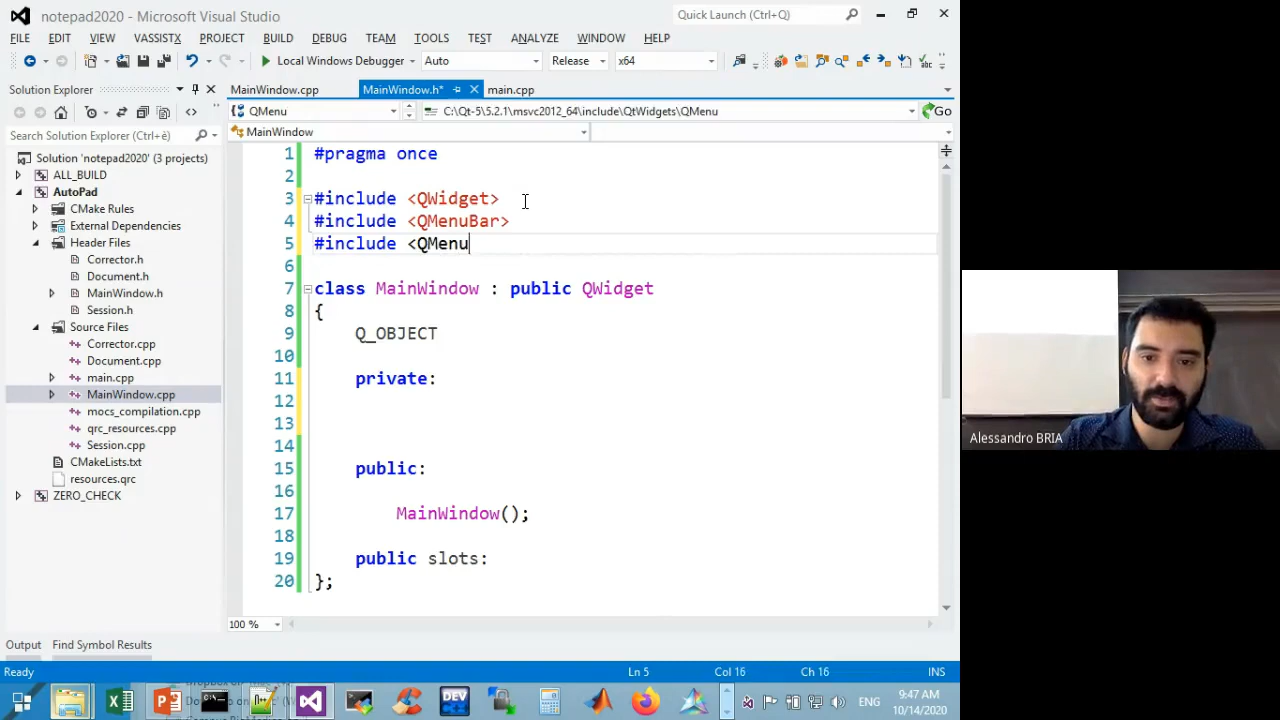 notepad2020 - Microsoft Visual Studio
Quick Launch (Ctrl+Q)
FILE EDIT VIEW VASSISTX PROJECT BUILD DEBUG TEAM TOOLS TEST ANALYZE WINDOW HELP
Local Windows Debugger Auto Release x64
Solution Explorer
MainWindow.cpp MainWindow.h* main.cpp
QMenu C:\Qt-5\5.2.1\msvc2012_64\include\QtWidgets\QMenu Go
MainWindow
Search Solution Explorer (Ctrl+è)
Solution 'notepad2020' (3 projects)
ALL_BUILD
AutoPad
CMake Rules
External Dependencies
Header Files
Corrector.h
Document.h
MainWindow.h
Session.h
Source Files
Corrector.cpp
Document.cpp
main.cpp
MainWindow.cpp
mocs_compilation.cpp
qrc_resources.cpp
Session.cpp
CMakeLists.txt
resources.qrc
ZERO_CHECK
1 #pragma once
2
3 #include <QWidget>
4 #include <QMenuBar>
5 #include <QMenu
6
7 class MainWindow : public QWidget
8 {
9 Q_OBJECT
10
11 private:
12
13
14
15 public:
16
17 MainWindow();
18
19 public slots:
20 };
100 %
Output Find Symbol Results
Ready Ln 5 Col 16 Ch 16 INS
DEV
ENG
9:47 AM
10/14/2020
Alessandro BRIA